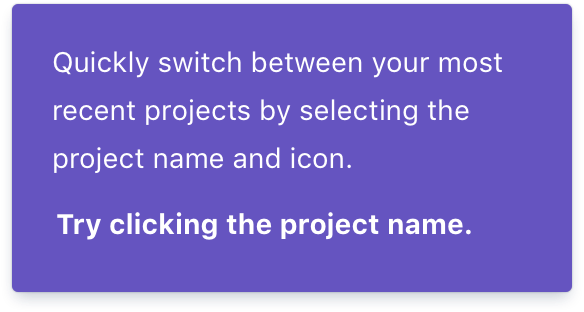 Quickly switch between your most
recent projects by selecting the
project name and icon.
Try clicking the project name.